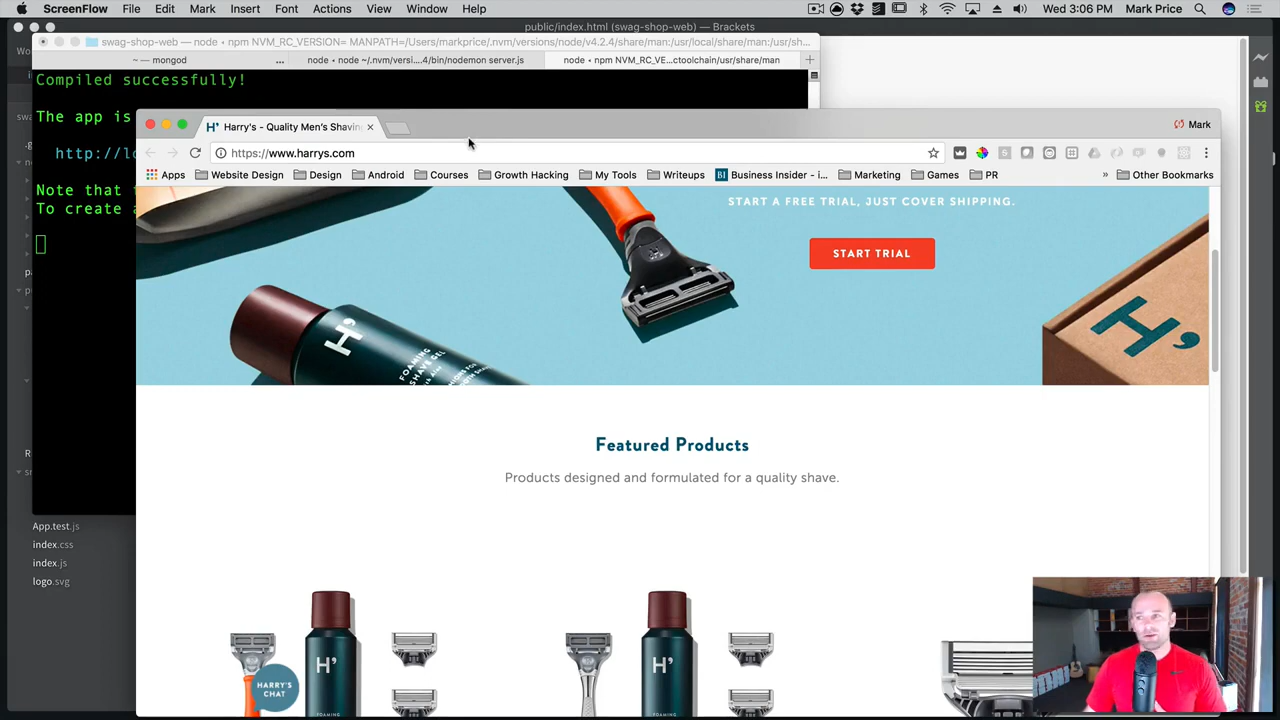 ScreenFlow File Edit Mark Insert Font Actions View Window Help Wed 3:06 PM Mark Price
public/index.html (swag-shop-web) — Brackets
swag-shop-web — node • npm NVM_RC_VERSION= MANPATH=/Users/markprice/.nvm/versions/node/v4.2.4/share/man:/usr/local/share/man:/usr/sh...
~ — mongod ... node • node ~/.nvm/versi....4/bin/nodemon server.js node • npm NVM_RC_VE...ctoolchain/usr/share/man +
Compiled successfully!
The app is
http://lo
Note that
To create a
Harry's - Quality Men's Shavin
Mark
https://www.harrys.com
Apps Website Design Design Android Courses Growth Hacking My Tools Writeups Business Insider - i... Marketing Games PR » Other Bookmarks
START A FREE TRIAL, JUST COVER SHIPPING.
START TRIAL
H'
FOAMING
SHAVE GEL
H'
Featured Products
Products designed and formulated for a quality shave.
App.test.js
index.css
index.js
logo.svg
H'
H'
HARRY'S
CHAT
FOAMING
FOAMING